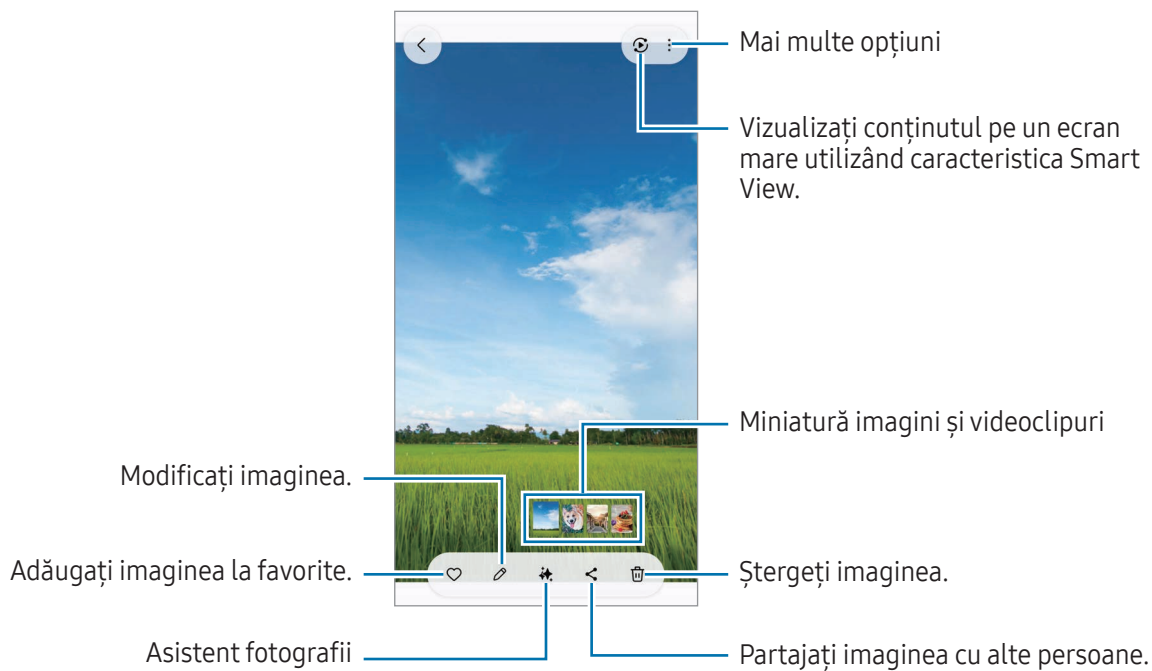 Mai multe opțiuni
Vizualizați conținutul pe un ecran
mare utilizând caracteristica Smart
View.
Miniatură imagini și videoclipuri
Modificați imaginea.
Adăugați imaginea la favorite.
Ștergeți imaginea.
Asistent fotografii
Partajați imaginea cu alte persoane.